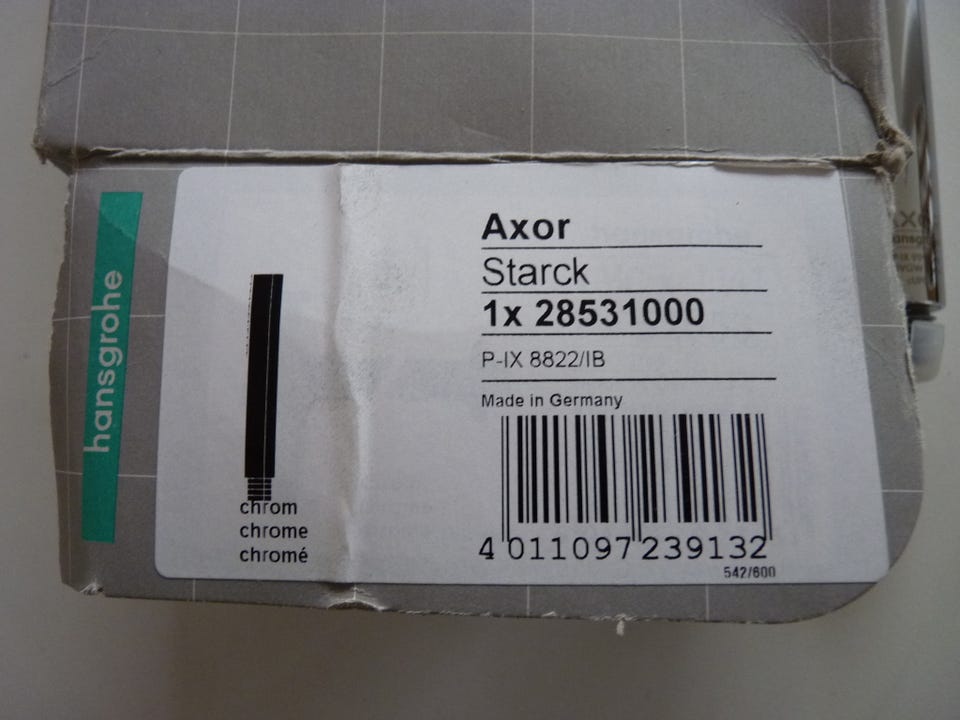 hansgrohe
Axor
Starck
1x 28531000
P-IX 8822/IB
Made in Germany
chrom
chrome
chromé
4 011097 239132
542/600